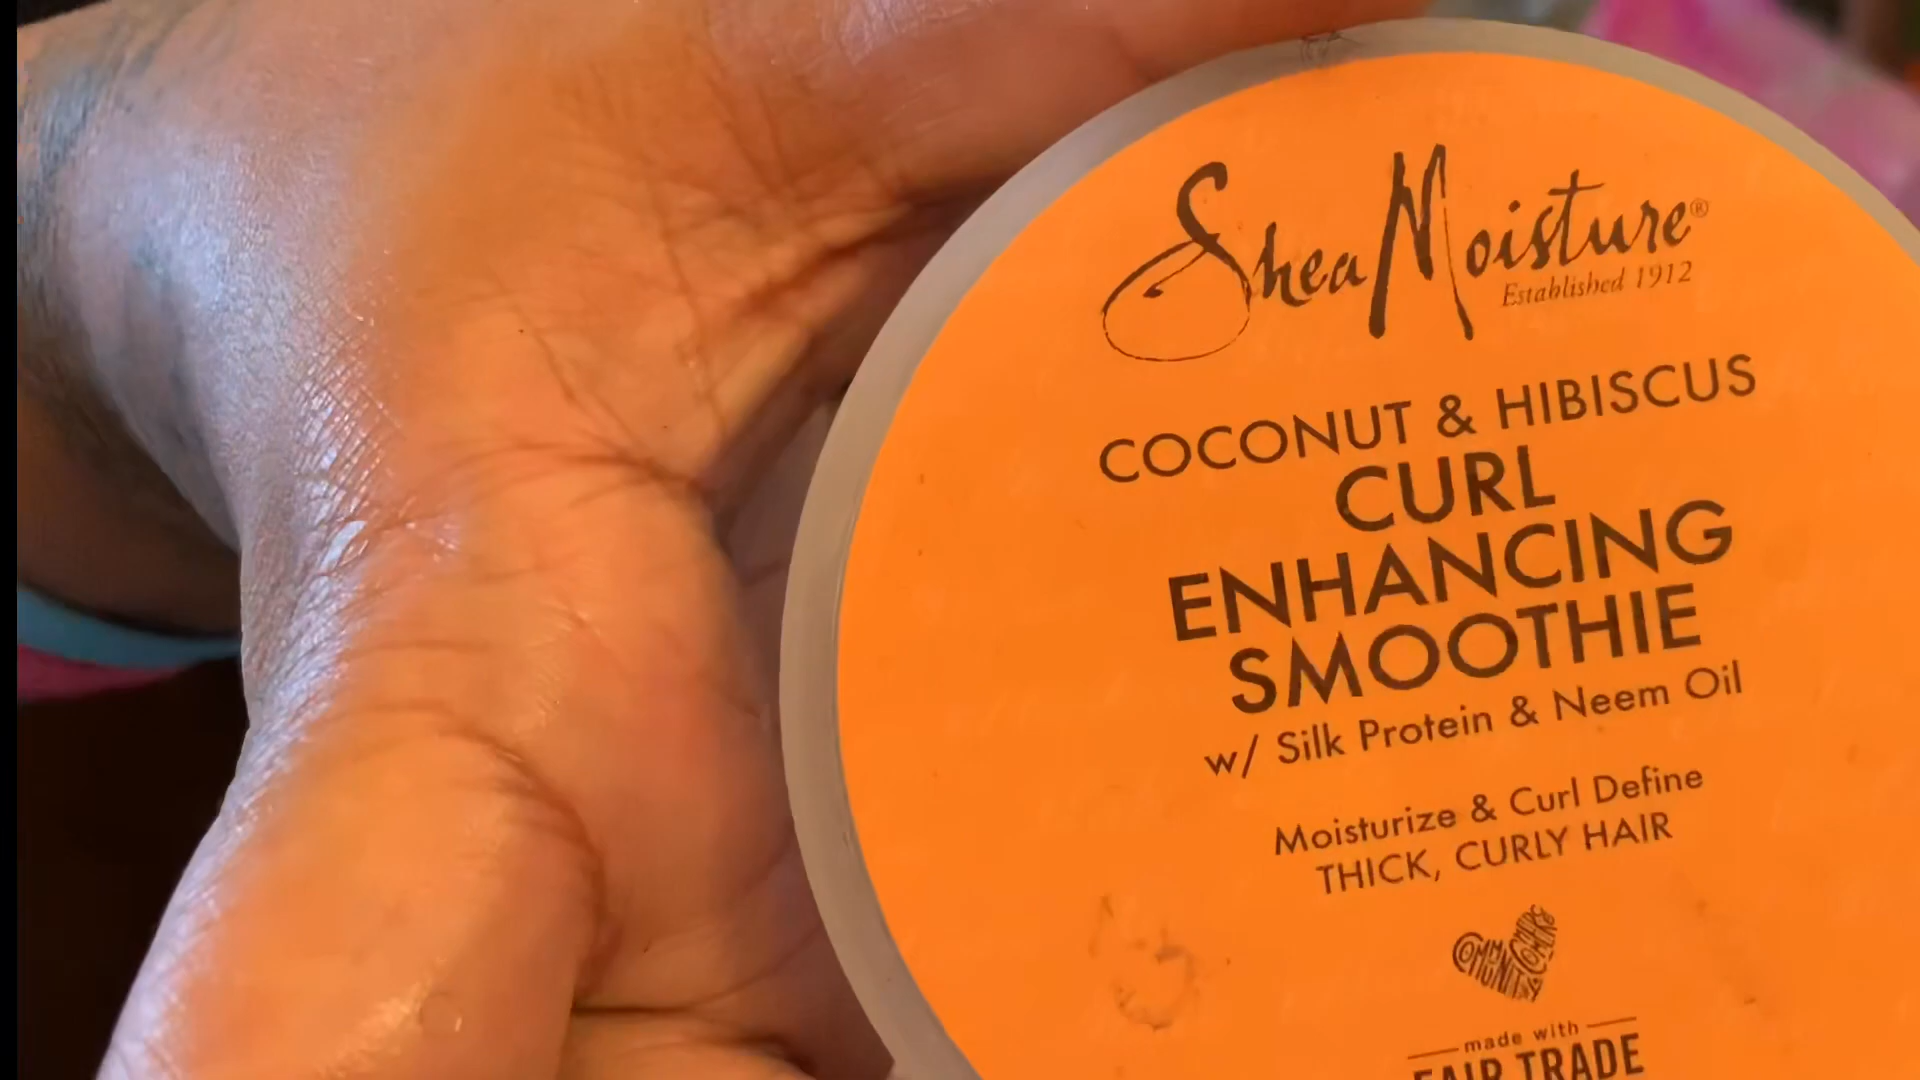 SheaMoisture®
Established 1912
COCONUT & HIBISCUS
CURL
ENHANCING
SMOOTHIE
w/ Silk Protein & Neem Oil
Moisturize & Curl Define
THICK, CURLY HAIR
COMMUNITY COMMERCE
made with
FAIR TRADE